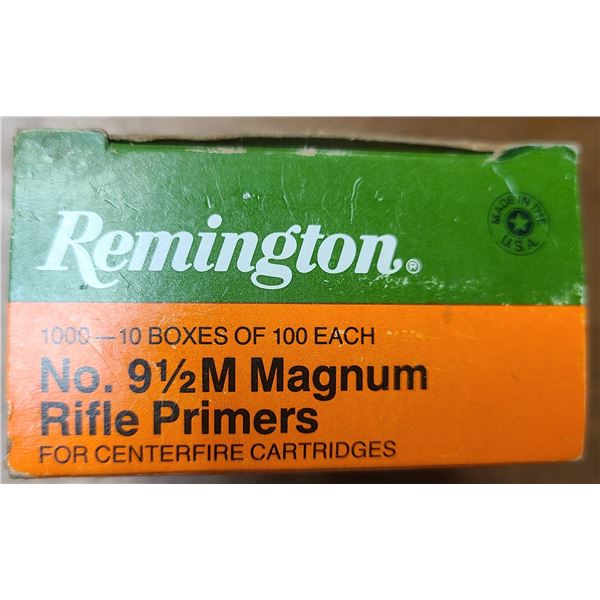 Remington®
MADE IN THE
U.S.A.
1000—10 BOXES OF 100 EACH
No. 9½M Magnum
Rifle Primers
FOR CENTERFIRE CARTRIDGES